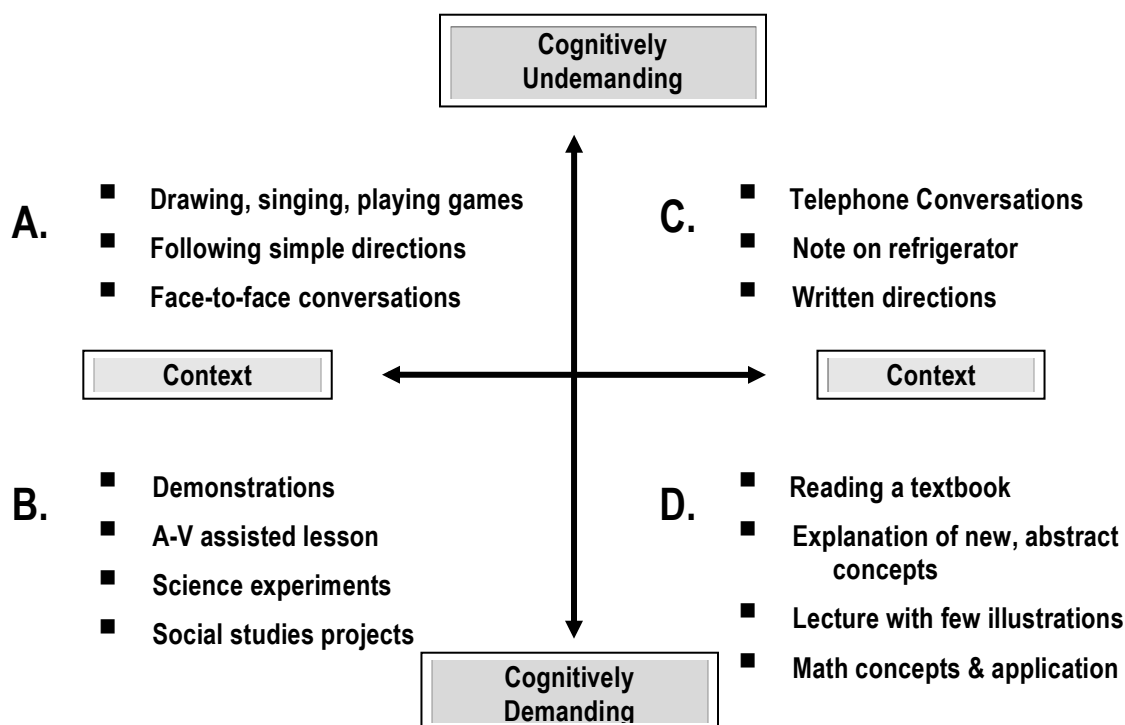 Cognitively
Undemanding
A.
■ Drawing, singing, playing games
■ Following simple directions
■ Face-to-face conversations
C.
■ Telephone Conversations
■ Note on refrigerator
■ Written directions
Context
Context
B.
■ Demonstrations
■ A-V assisted lesson
■ Science experiments
■ Social studies projects
D.
■ Reading a textbook
■ Explanation of new, abstract
concepts
■ Lecture with few illustrations
■ Math concepts & application
Cognitively
Demanding